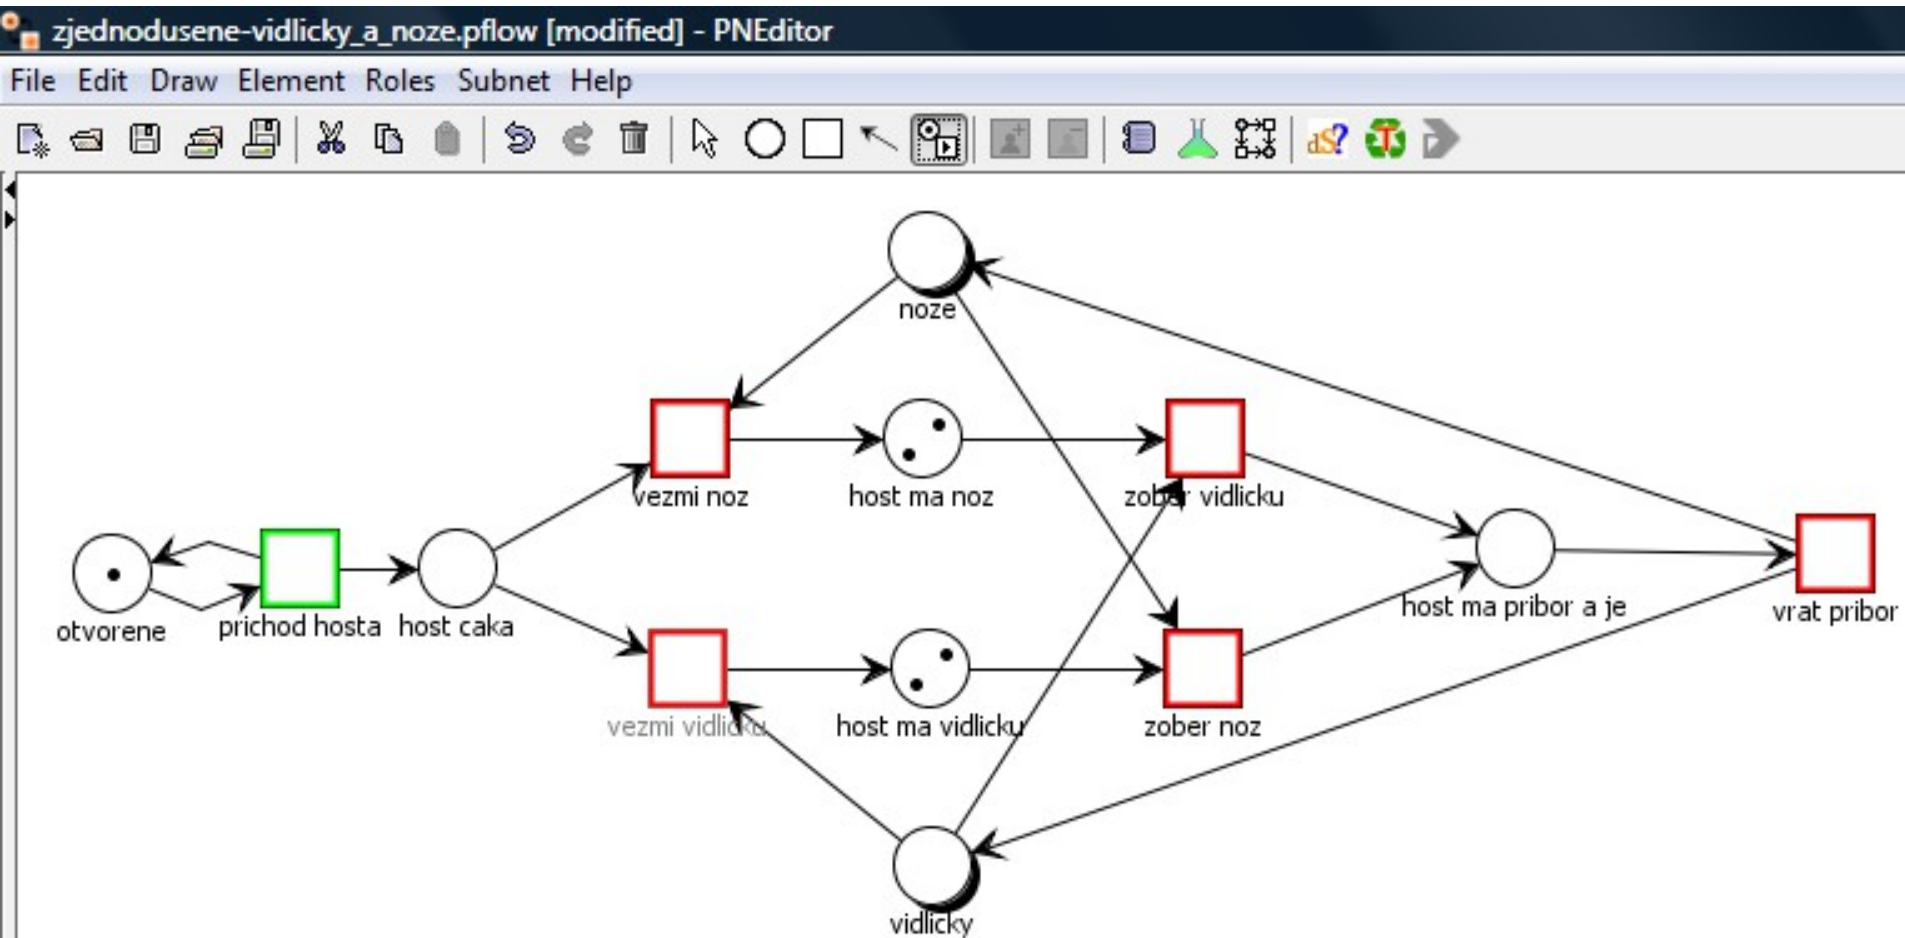 zjednodusene-vidlicky_a_noze.pflow [modified] - PNEditor
File Edit Draw Element Roles Subnet Help
dS? T
noze
vezmi noz
host ma noz
zober vidlicku
otvorene
prichod hosta
host caka
host ma pribor a je
vrat pribor
vezmi vidlicku
host ma vidlicku
zober noz
vidlicky